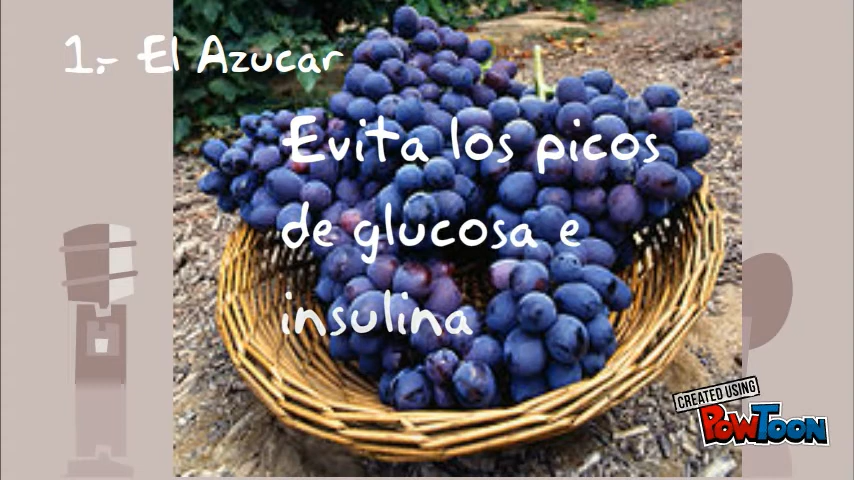 1.- El Azucar
Evita los picos
de glucosa e
insulina
CREATED USING
POWTOON